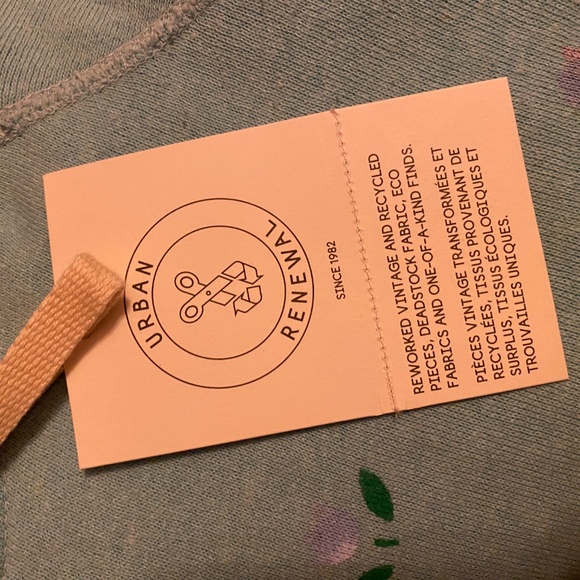 URBAN
RENEWAL
SINCE 1982
REWORKED VINTAGE AND RECYCLED
PIECES, DEADSTOCK FABRIC, ECO
FABRICS AND ONE-OF-A-KIND FINDS.
PIÈCES VINTAGE TRANSFORMÉES ET
RECYCLÉES, TISSUS PROVENANT DE
SURPLUS, TISSUS ÉCOLOGIQUES ET
TROUVAILLES UNIQUES.